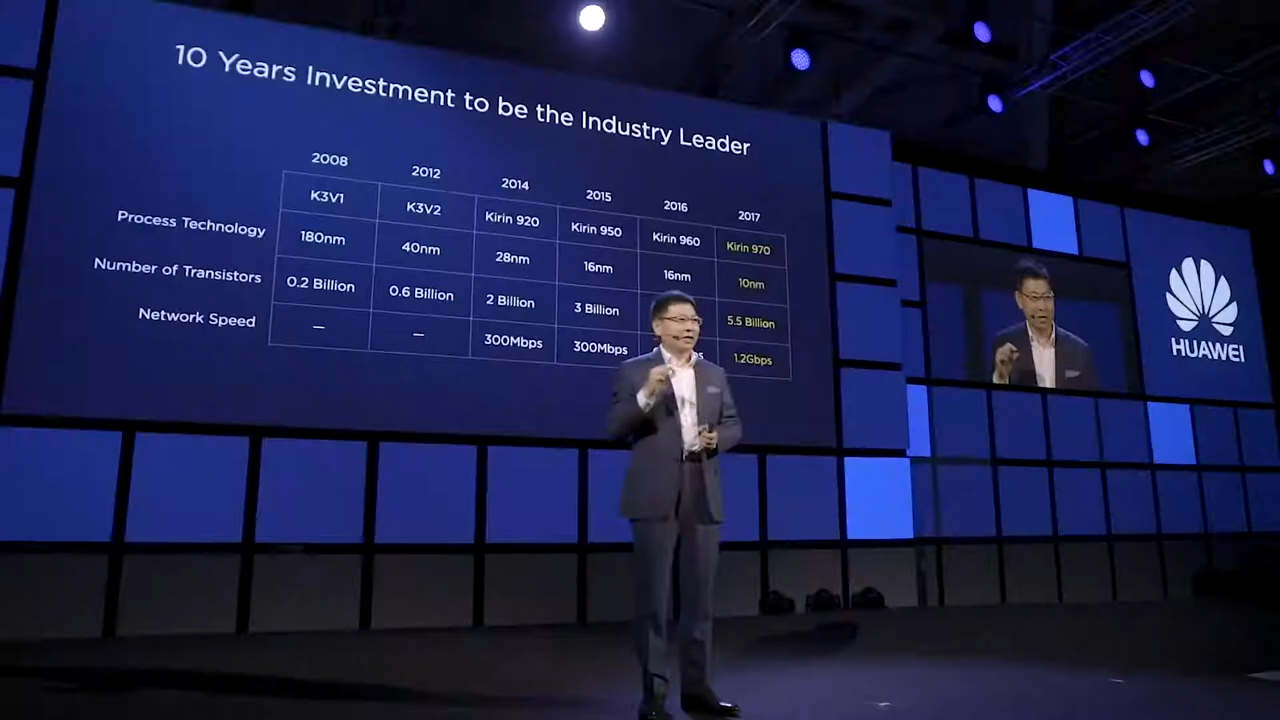 10 Years Investment to be the Industry Leader
2008 2012 2014 2015 2016 2017
K3V1 K3V2 Kirin 920 Kirin 950 Kirin 960 Kirin 970
Process Technology 180nm 40nm 28nm 16nm 16nm 10nm
Number of Transistors 0.2 Billion 0.6 Billion 2 Billion 3 Billion 5.5 Billion
Network Speed — — 300Mbps 300Mbps 1.2Gbps
HUAWEI